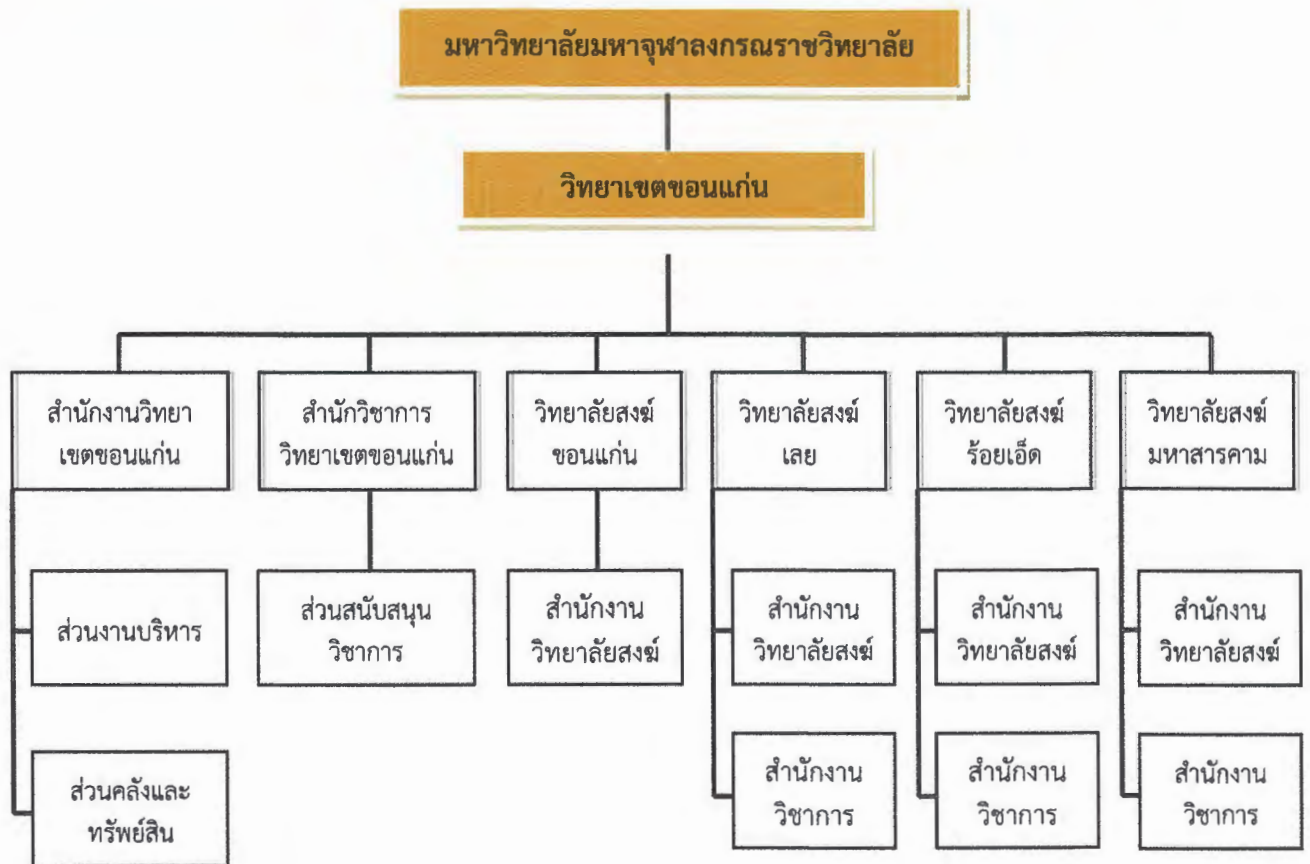 มหาวิทยาลัยมหาจุฬาลงกรณราชวิทยาลัย
วิทยาเขตขอนแก่น
สำนักงานวิทยา
เขตขอนแก่น
สำนักวิชาการ
วิทยาเขตขอนแก่น
วิทยาลัยสงฆ์
ขอนแก่น
วิทยาลัยสงฆ์
เลย
วิทยาลัยสงฆ์
ร้อยเอ็ด
วิทยาลัยสงฆ์
มหาสารคาม
ส่วนงานบริหาร
ส่วนสนับสนุน
วิชาการ
สำนักงาน
วิทยาลัยสงฆ์
สำนักงาน
วิทยาลัยสงฆ์
สำนักงาน
วิทยาลัยสงฆ์
สำนักงาน
วิทยาลัยสงฆ์
ส่วนคลังและ
ทรัพย์สิน
สำนักงาน
วิชาการ
สำนักงาน
วิชาการ
สำนักงาน
วิชาการ